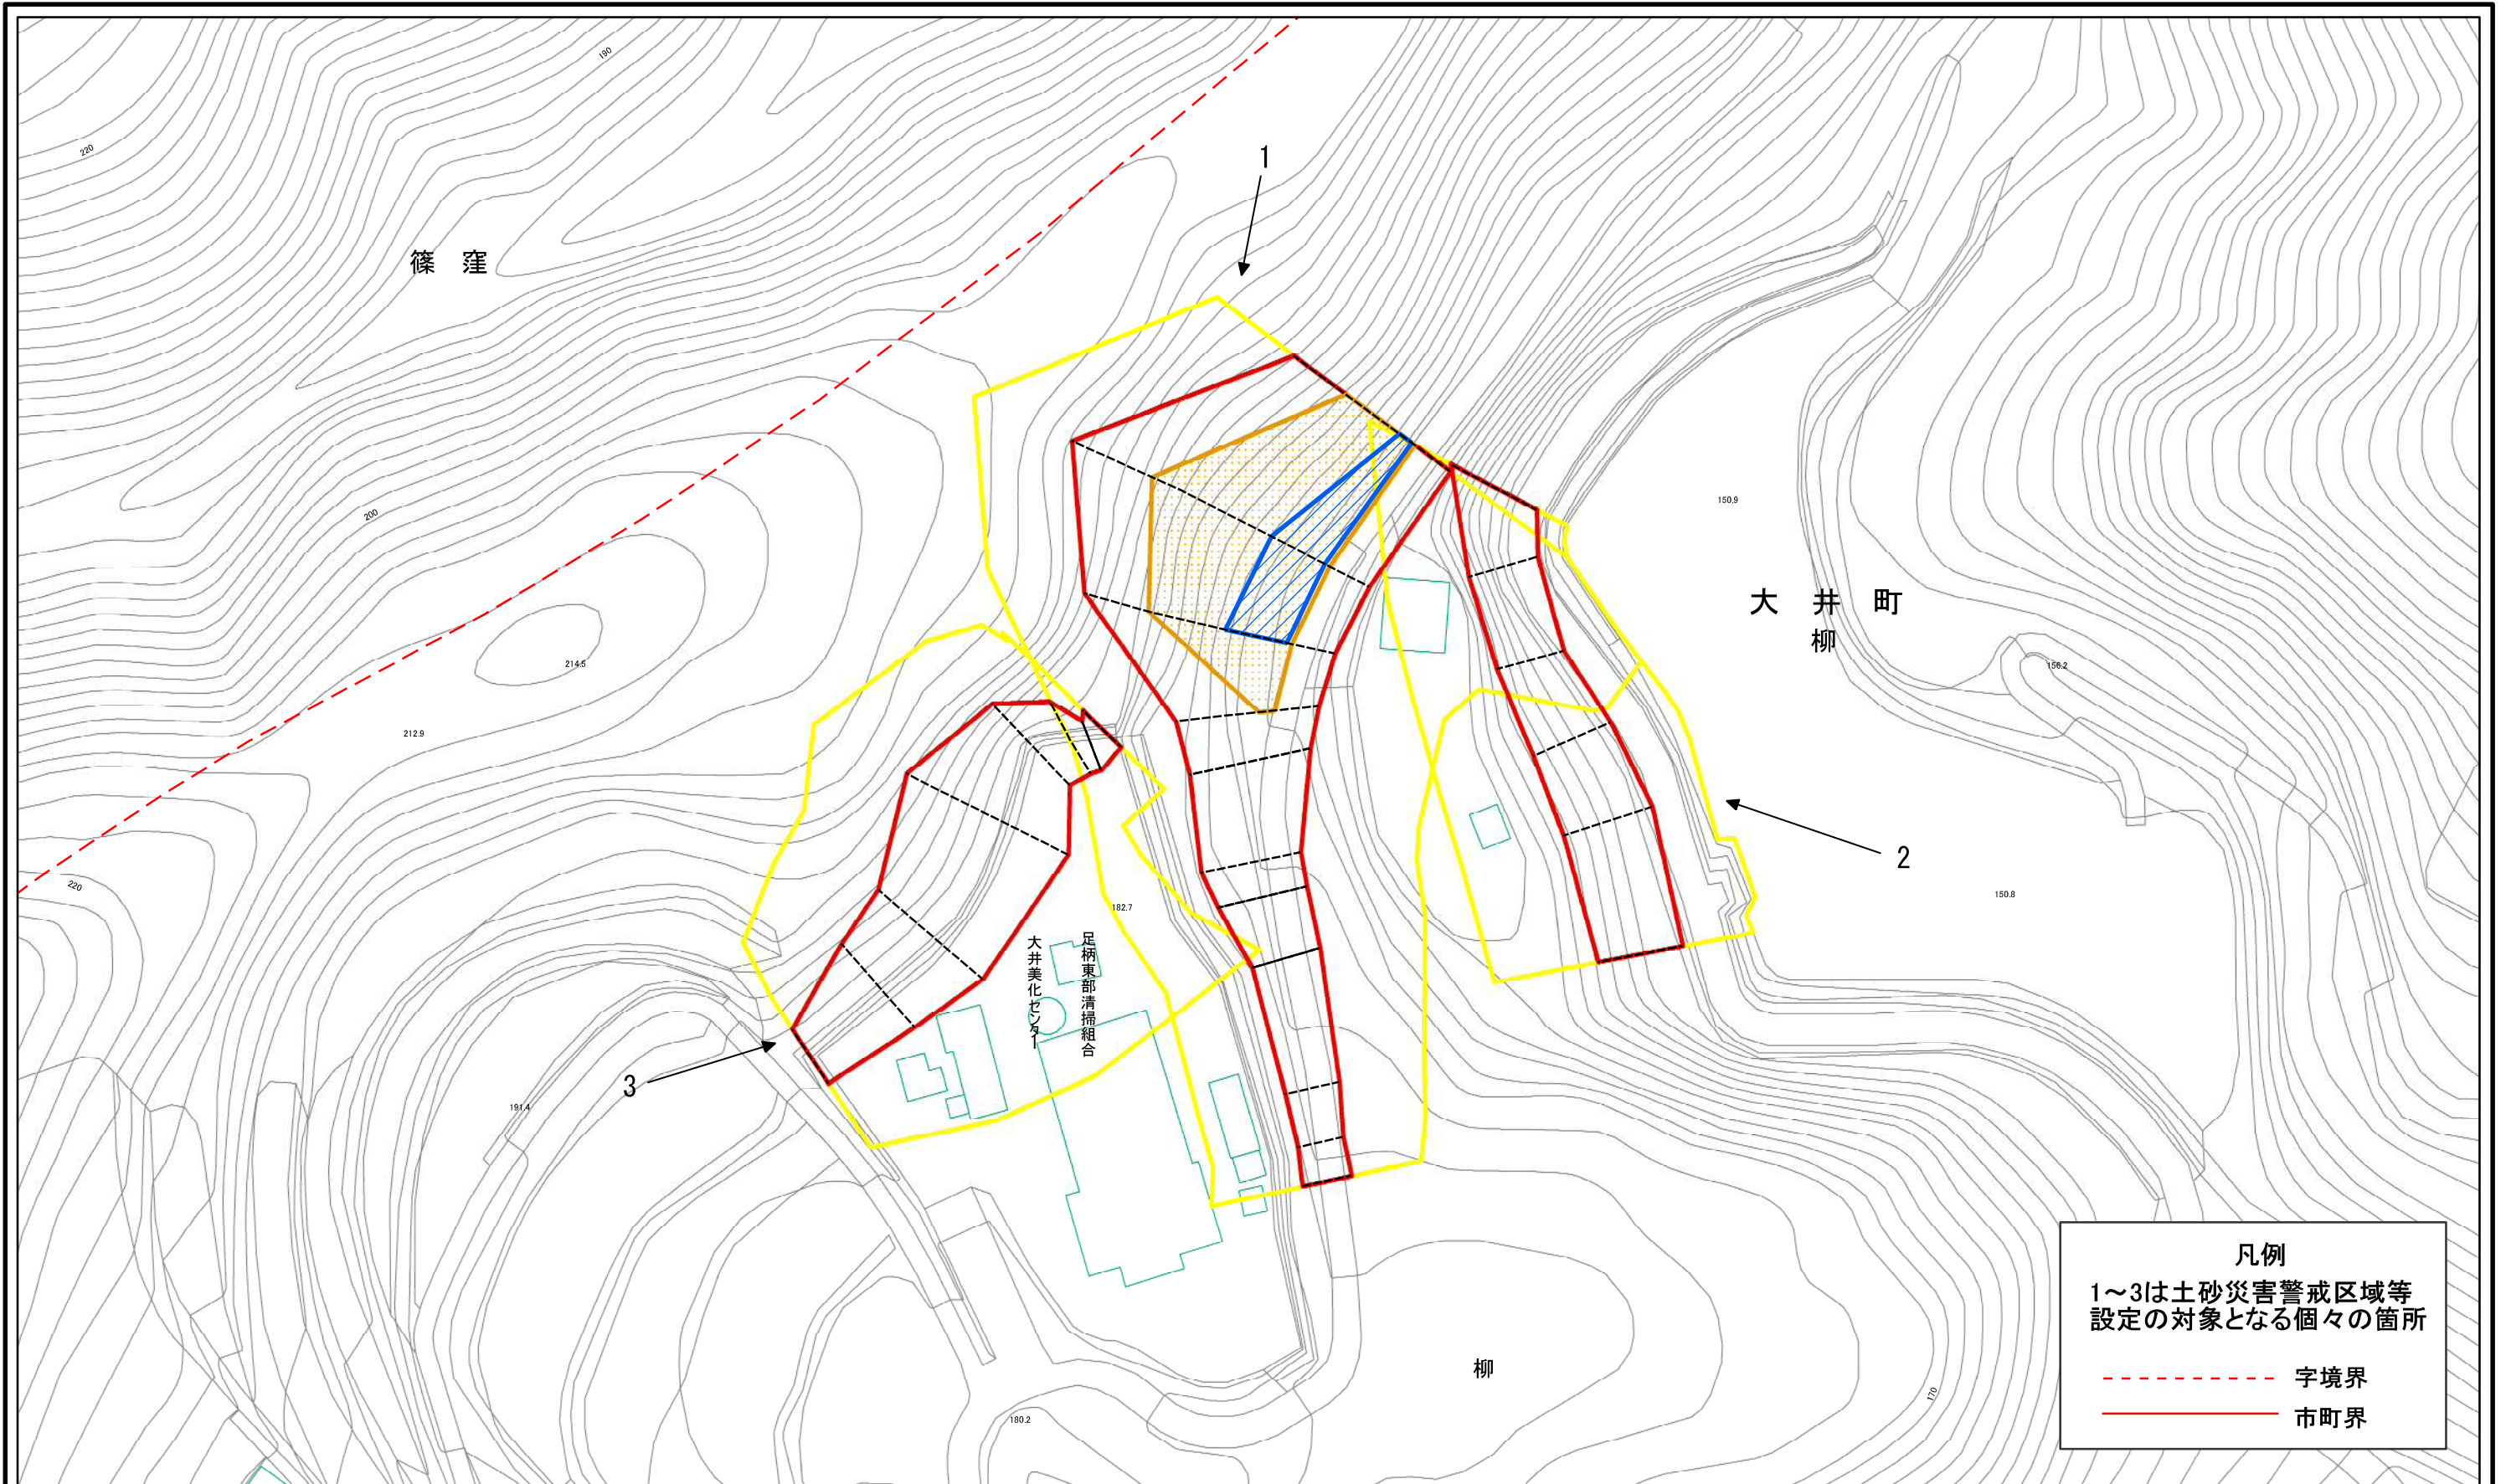 190
220
1
篠 窪
150.9
200
大 井 町
柳
214.5
156.2
212.9
2
220
150.8
182.7
足柄東部清掃組合
大井美化センター
3
191.4
凡例
1～3は土砂災害警戒区域等
設定の対象となる個々の箇所
字境界
市町界
柳
170
180.2